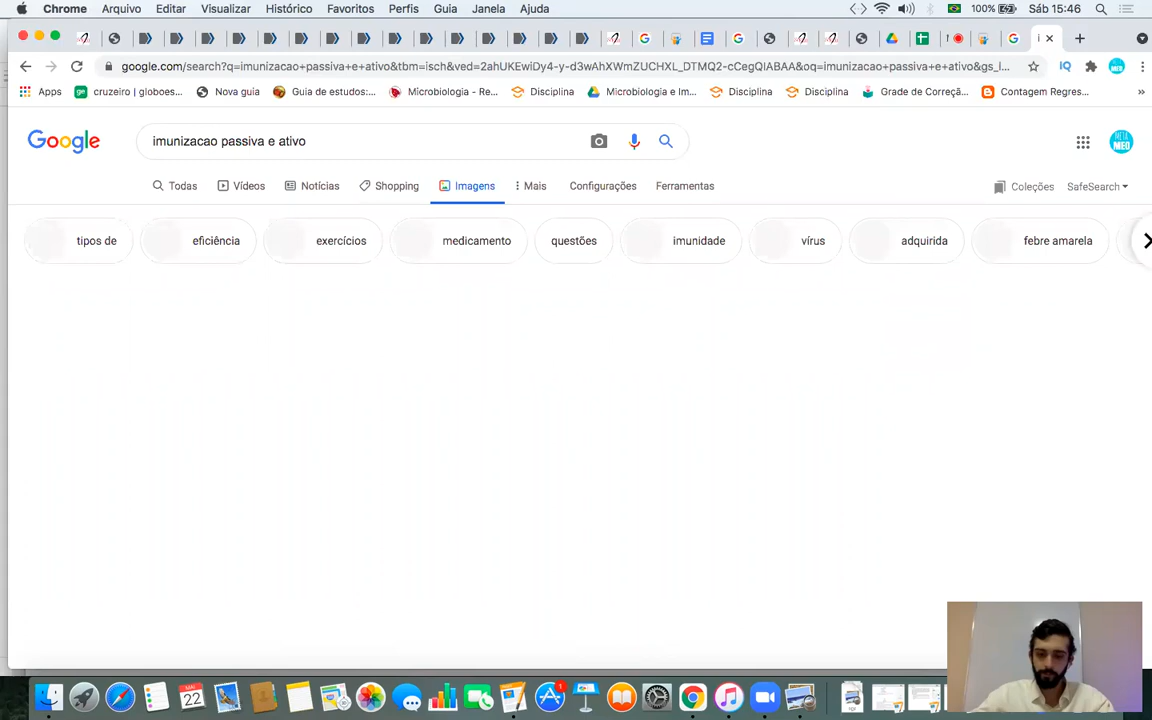 Chrome Arquivo Editar Visualizar Histórico Favoritos Perfis Guia Janela Ajuda 100% Sáb 15:46
google.com/search?q=imunizacao+passiva+e+ativo&tbm=isch&ved=2ahUKEwiDy4-y-d3wAhXWmZUCHXL_DTMQ2-cCegQIABAA&oq=imunizacao+passiva+e+ativo&gs_l...
Apps cruzeiro | globoes... Nova guia Guia de estudos:... Microbiologia - Re... Disciplina Microbiologia e Im... Disciplina Disciplina Grade de Correçã... Contagem Regres... »
Google imunizacao passiva e ativo
Todas Vídeos Notícias Shopping Imagens Mais Configurações Ferramentas Coleções SafeSearch
tipos de eficiência exercícios medicamento questões imunidade vírus adquirida febre amarela
MAI
22
1